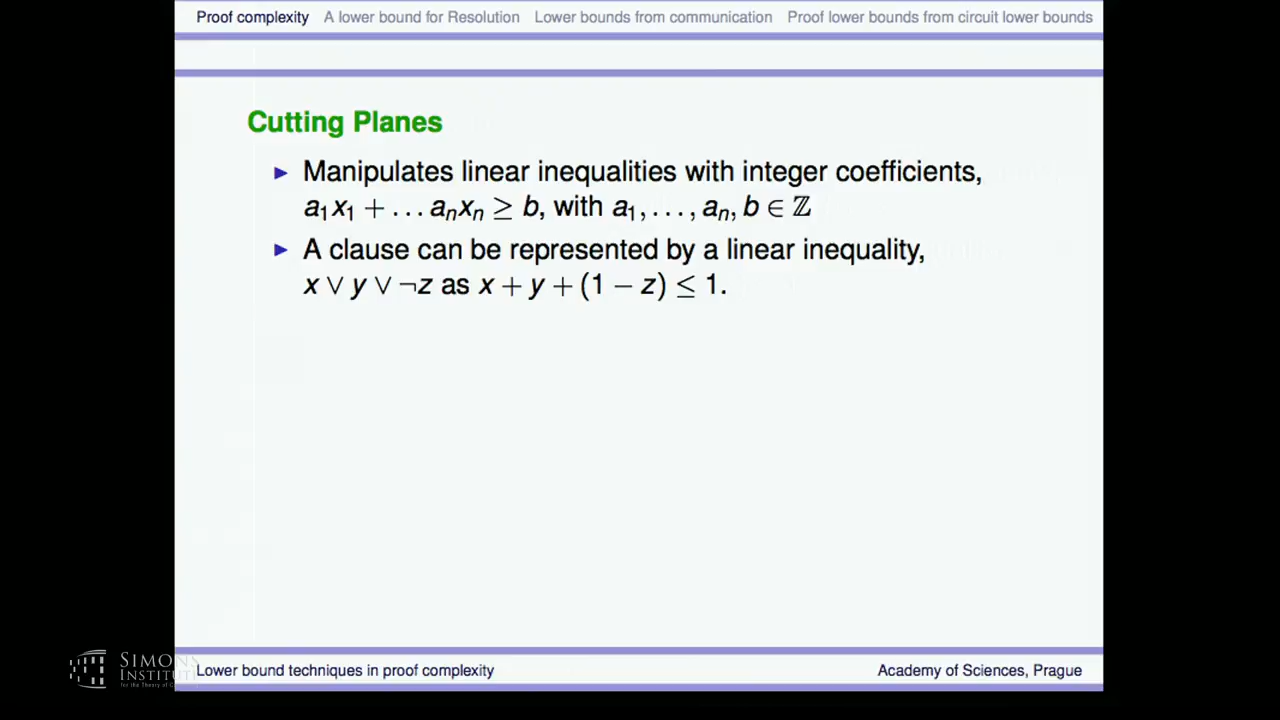 Proof complexity A lower bound for Resolution Lower bounds from communication Proof lower bounds from circuit lower bounds
Cutting Planes
▶ Manipulates linear inequalities with integer coefficients,
a₁x₁ + … aₙxₙ ≥ b, with a₁, …, aₙ, b ∈ ℤ
▶ A clause can be represented by a linear inequality,
x ∨ y ∨ ¬z as x + y + (1 − z) ≤ 1.
SIMONS
INSTITUTE
Lower bound techniques in proof complexity Academy of Sciences, Prague